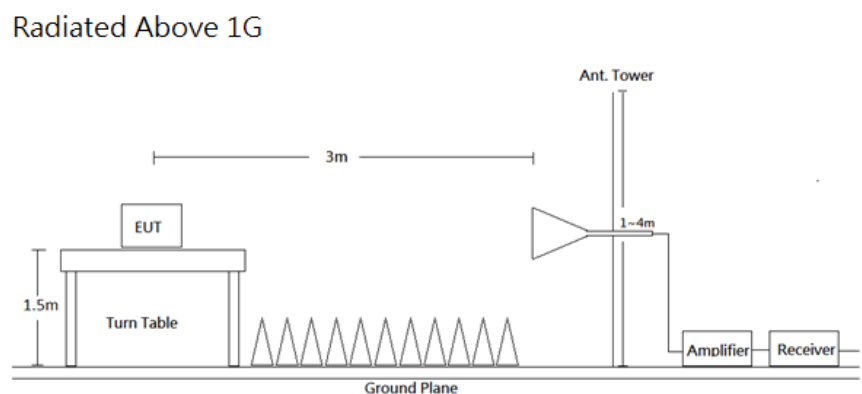 Radiated Above 1G
Ant. Tower
3m
1~4m
EUT
1.5m
Turn Table
Amplifier
Receiver
Ground Plane